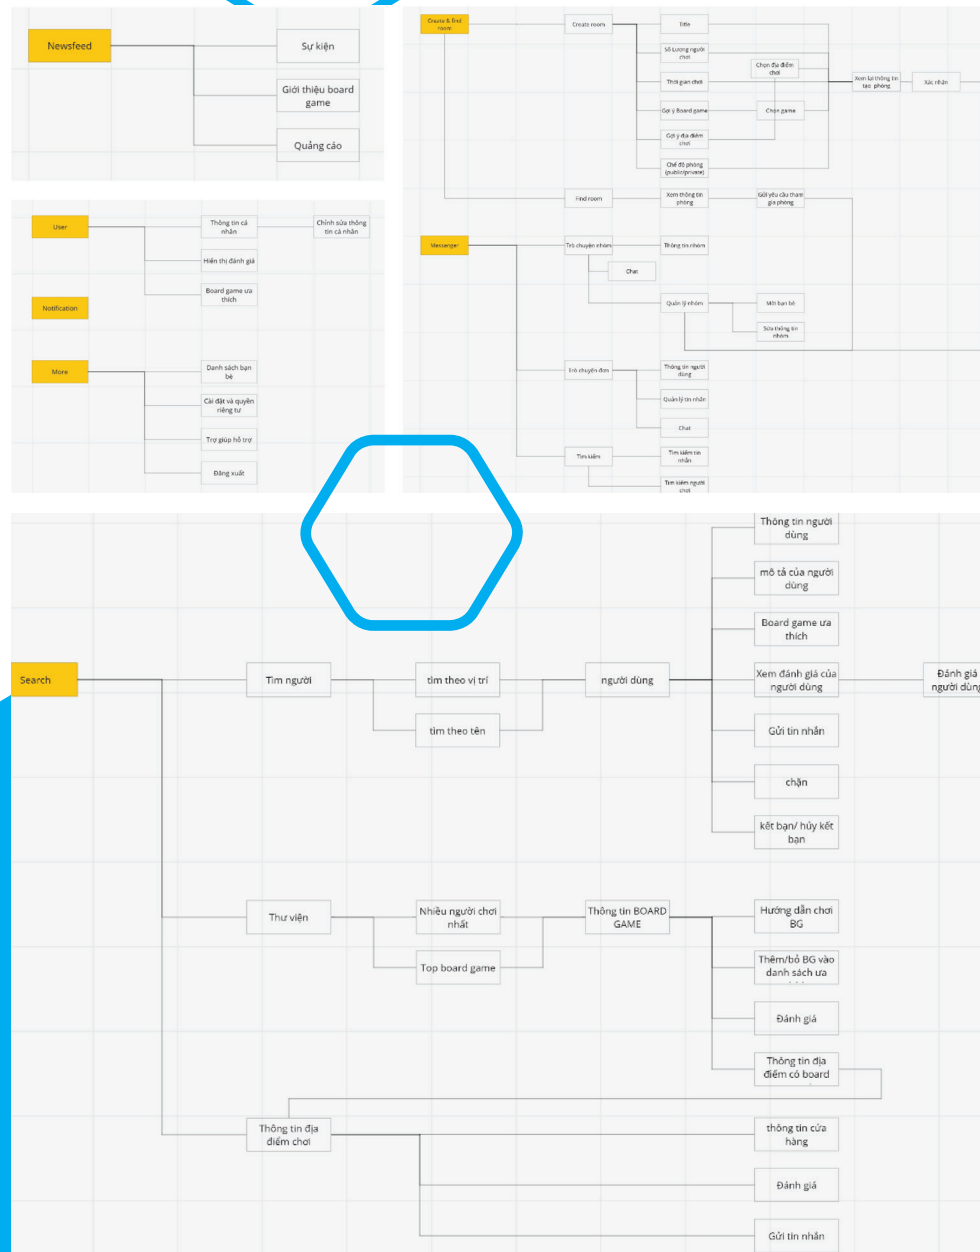 Newsfeed
Sự kiện
Giới thiệu board
game
Quảng cáo
Create & find
room
Create room
Title
Số Lượng người
chơi
Chọn địa điểm
chơi
Thời gian chơi
Xem lại thông tin
tạo phòng
Xác nhận
Gợi ý Board game
Chọn game
Gợi ý địa điểm
chơi
Chế độ phòng
(public/private)
Find room
Xem thông tin
phòng
Gửi yêu cầu tham
gia phòng
Messenger
Trò chuyện nhóm
Thông tin nhóm
Chat
Quản lý nhóm
Mời bạn bè
Sửa thông tin
nhóm
Trò chuyện đơn
Thông tin người
dùng
Quản lý tin nhắn
Chat
Tìm kiếm
Tìm kiếm tin
nhắn
Tìm kiếm người
chơi
User
Thông tin cá
nhân
Chỉnh sửa thông
tin cá nhân
Hiển thị đánh giá
Board game ưa
thích
Notification
More
Danh sách bạn
bè
Cài đặt và quyền
riêng tư
Trợ giúp hỗ trợ
Đăng xuất
Search
Tìm người
tìm theo vị trí
tìm theo tên
người dùng
Thông tin người
dùng
mô tả của người
dùng
Board game ưa
thích
Xem đánh giá của
người dùng
Đánh giá
người dùng
Gửi tin nhắn
chặn
kết bạn/ hủy kết
bạn
Thư viện
Nhiều người chơi
nhất
Top board game
Thông tin BOARD
GAME
Hướng dẫn chơi
BG
Thêm/bỏ BG vào
danh sách ưa
Đánh giá
Thông tin địa
điểm có board
Thông tin địa
điểm chơi
thông tin cửa
hàng
Đánh giá
Gửi tin nhắn